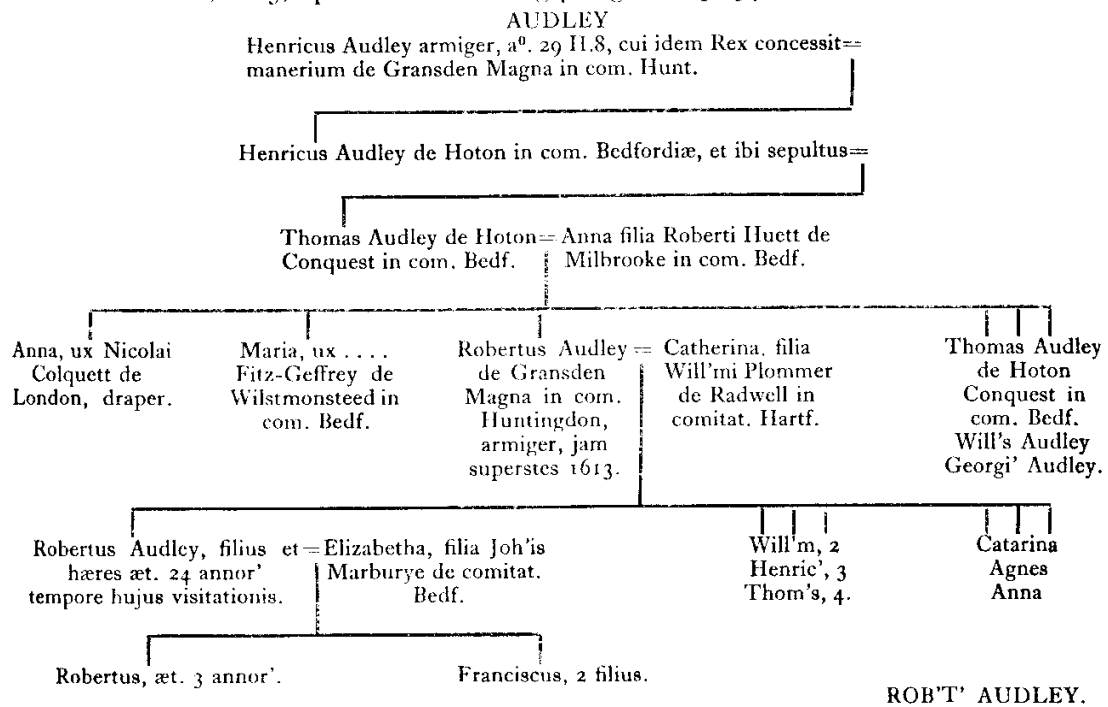 AUDLEY
Henricus Audley armiger, aº. 29 H.8, cui idem Rex concessit=
manerium de Gransden Magna in com. Hunt.
Henricus Audley de Hoton in com. Bedfordiæ, et ibi sepultus=
Thomas Audley de Hoton = Anna filia Roberti Huett de
Conquest in com. Bedf. Milbrooke in com. Bedf.
Anna, ux Nicolai
Colquett de
London, draper.
Maria, ux ....
Fitz-Geffrey de
Wilstmonsteed in
com. Bedf.
Robertus Audley =
de Gransden
Magna in com.
Huntingdon,
armiger, jam
superstes 1613.
Catherina, filia
Will'mi Plommer
de Radwell in
comitat. Hartf.
Thomas Audley
de Hoton
Conquest in
com. Bedf.
Will's Audley
Georgi' Audley.
Robertus Audley, filius et =
hæres æt. 24 annor'
tempore hujus visitationis.
Elizabetha, filia Joh'is
Marburye de comitat.
Bedf.
Will'm, 2
Henric', 3
Thom's, 4.
Catarina
Agnes
Anna
Robertus, æt. 3 annor'.
Franciscus, 2 filius.
ROB'T' AUDLEY.